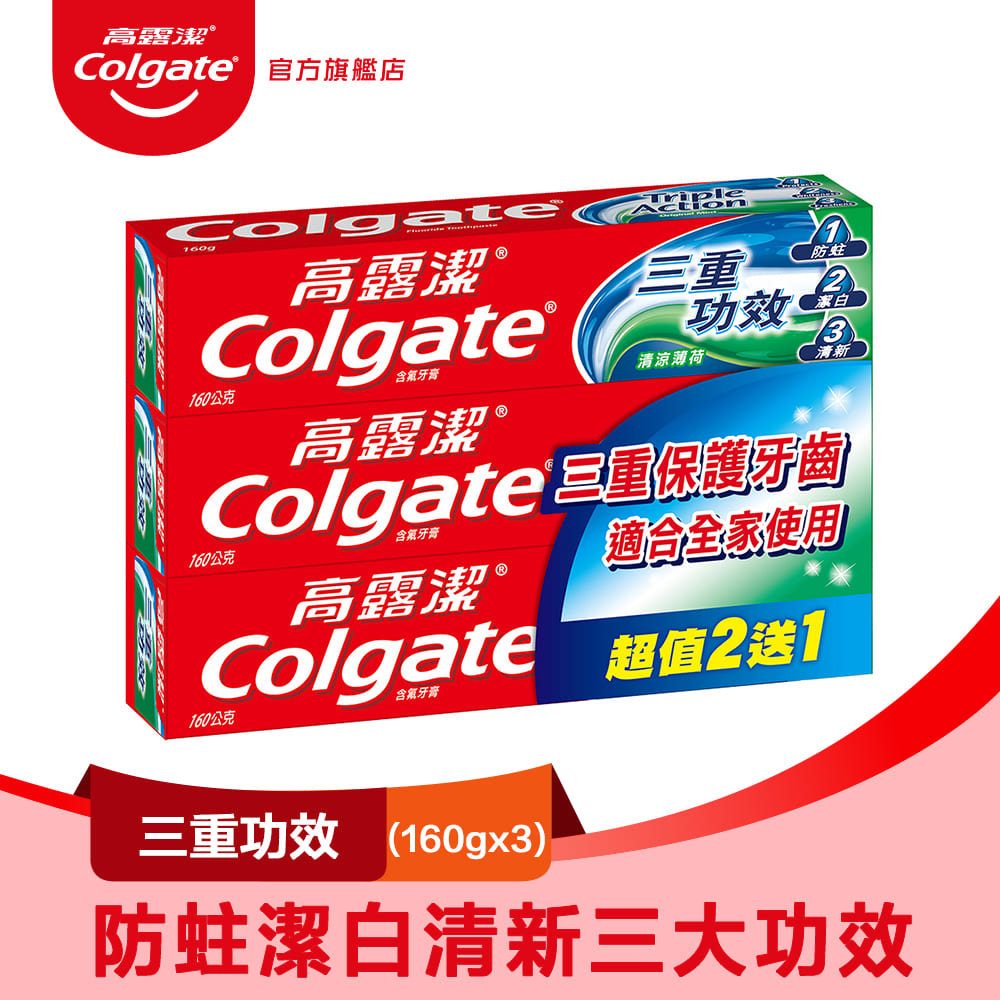 高露潔®
Colgate®
官方旗艦店
Colgate®
Fluoride Toothpaste
160g
Triple
Action
Original Mint
1
2
3
高露潔®
Colgate®
含氟牙膏
160公克
三重
功效
清涼薄荷
1
防蛀
2
潔白
3
清新
高露潔®
Colgate®
含氟牙膏
160公克
三重保護牙齒
適合全家使用
高露潔®
Colgate
含氟牙膏
160公克
超值2送1
三重功效
(160gx3)
防蛀潔白清新三大功效